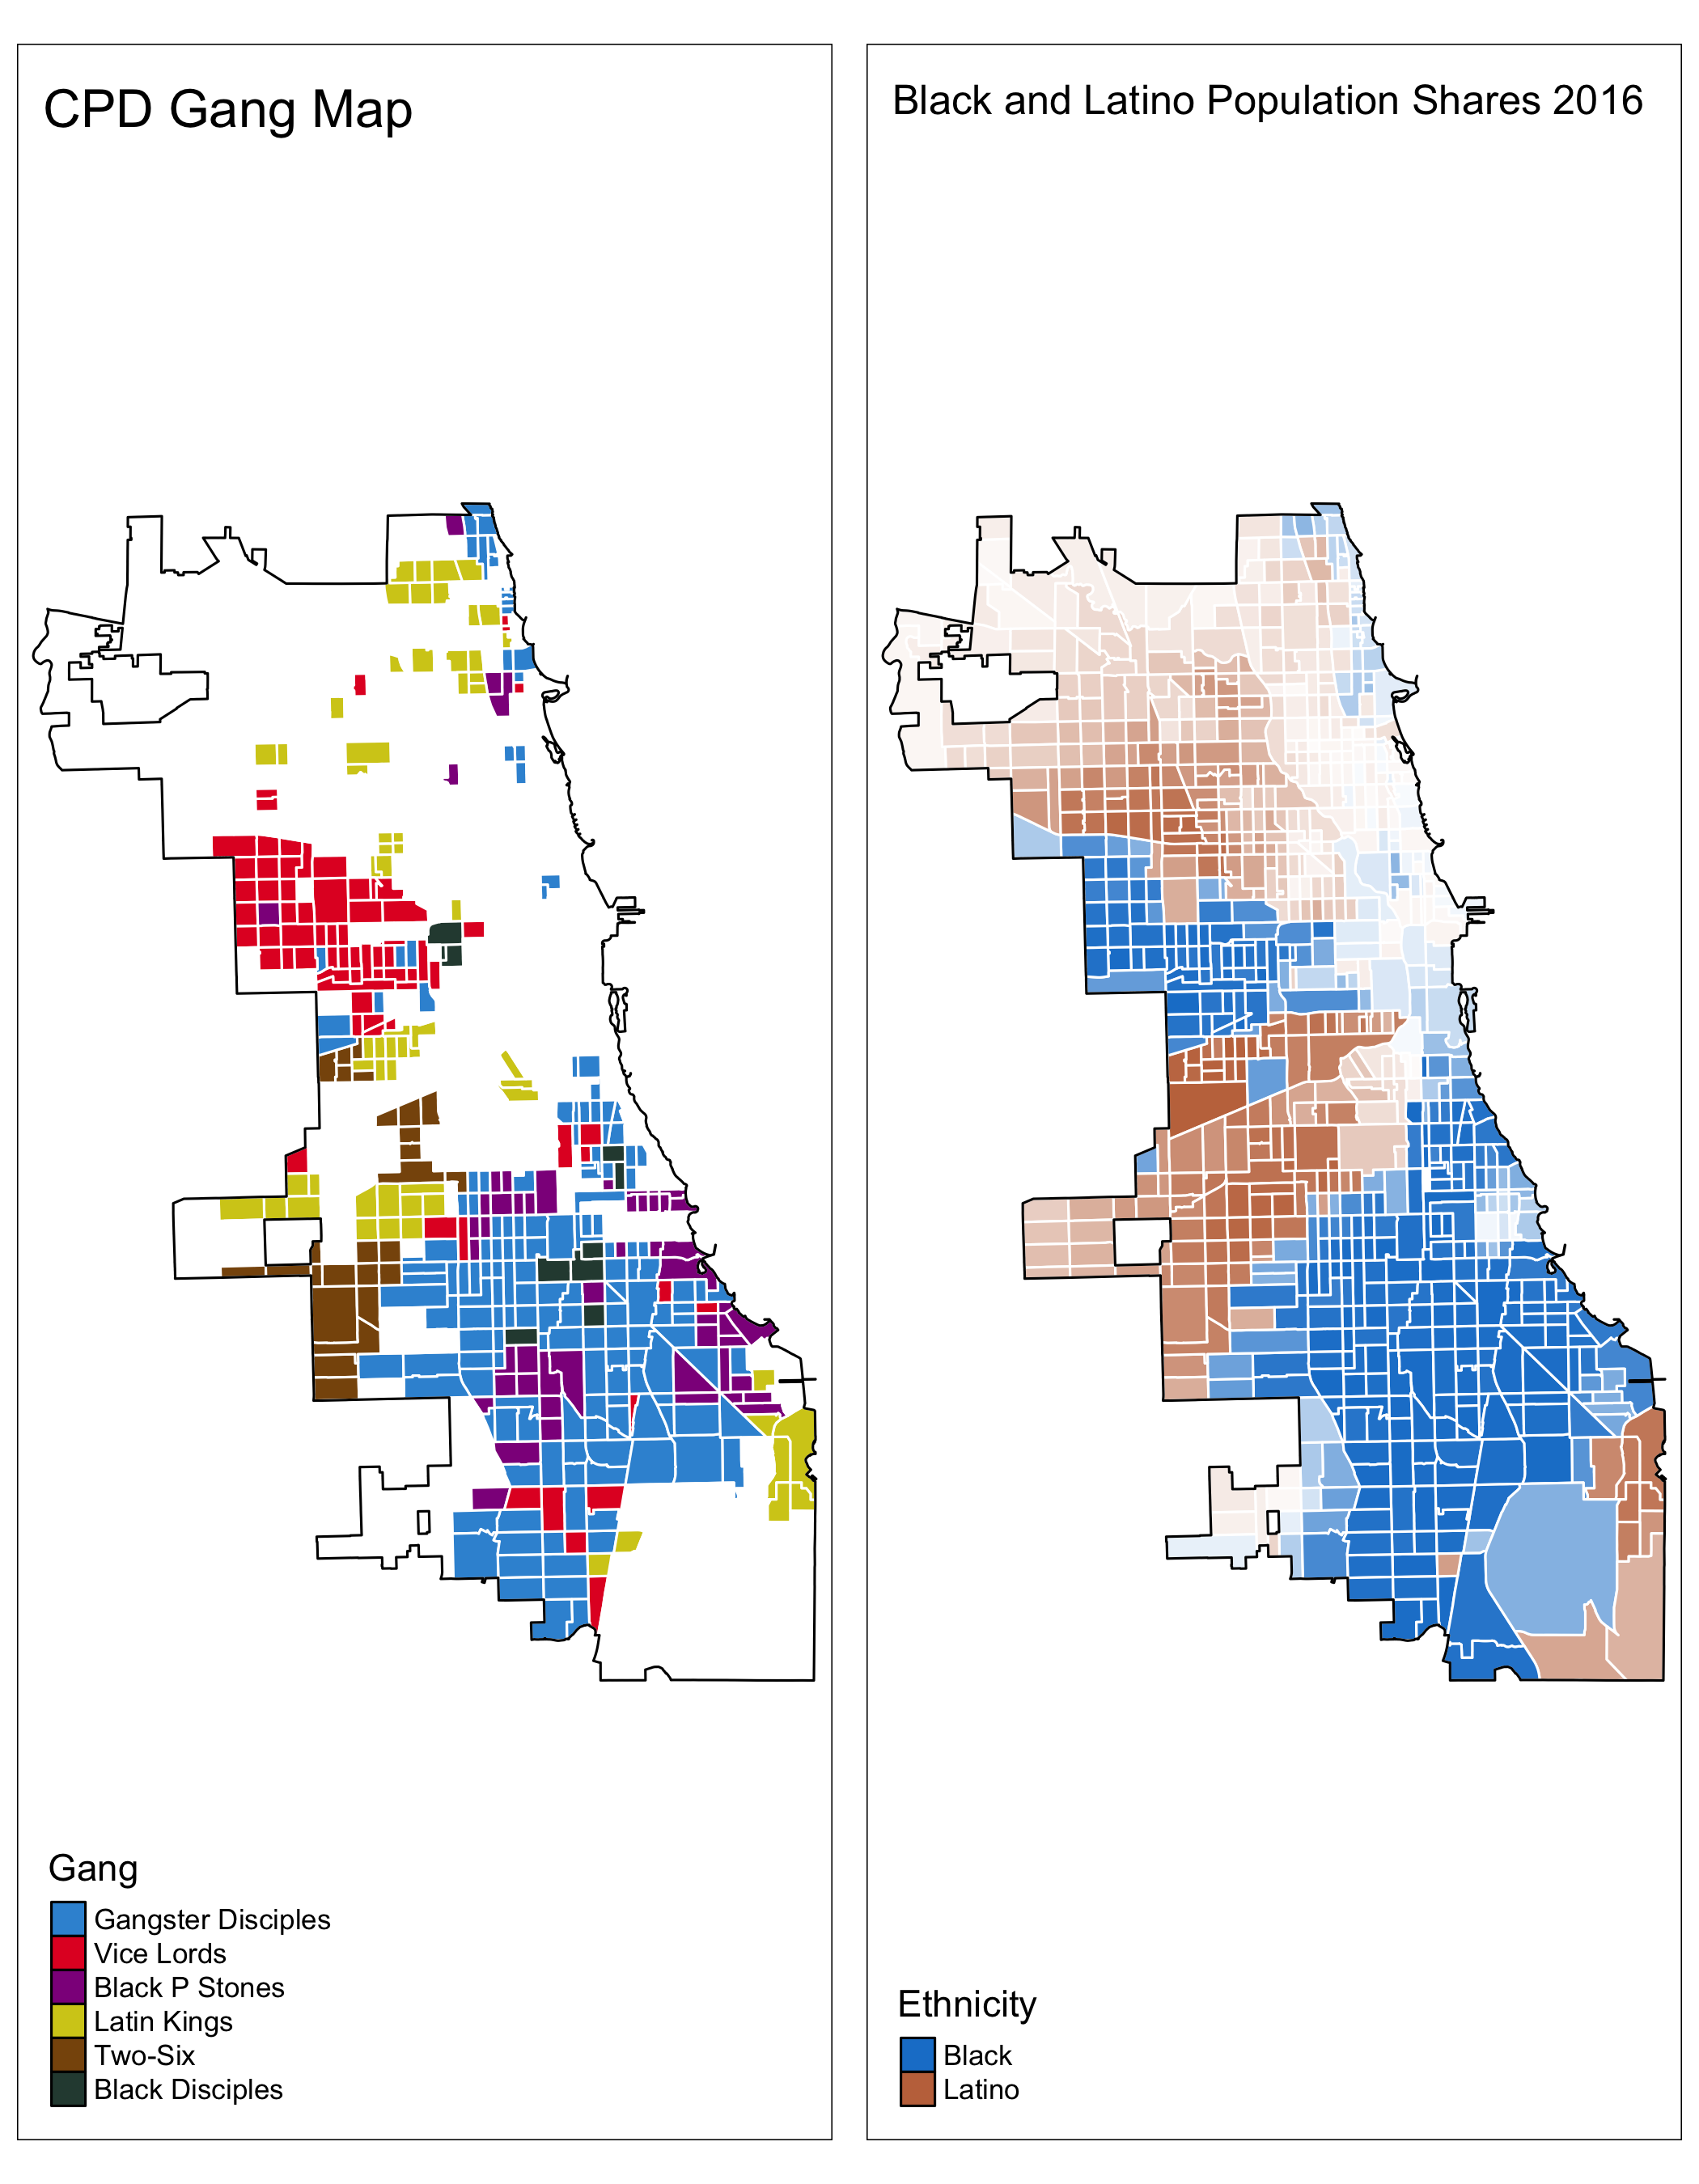 CPD Gang Map
Gang
Gangster Disciples
Vice Lords
Black P Stones
Latin Kings
Two-Six
Black Disciples
Black and Latino Population Shares 2016
Ethnicity
Black
Latino